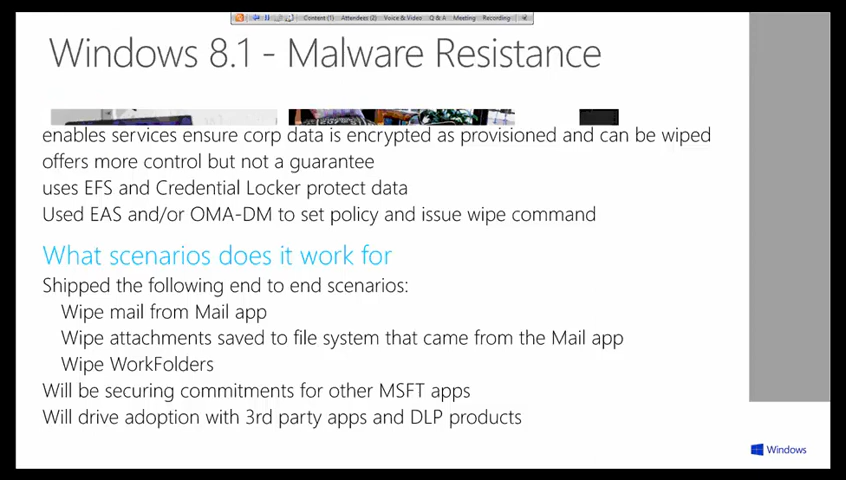 Content (1) Attendees (2) Voice & Video Q & A Meeting Recording
Windows 8.1 - Malware Resistance
enables services ensure corp data is encrypted as provisioned and can be wiped
offers more control but not a guarantee
uses EFS and Credential Locker protect data
Used EAS and/or OMA-DM to set policy and issue wipe command
What scenarios does it work for
Shipped the following end to end scenarios:
Wipe mail from Mail app
Wipe attachments saved to file system that came from the Mail app
Wipe WorkFolders
Will be securing commitments for other MSFT apps
Will drive adoption with 3rd party apps and DLP products
Windows